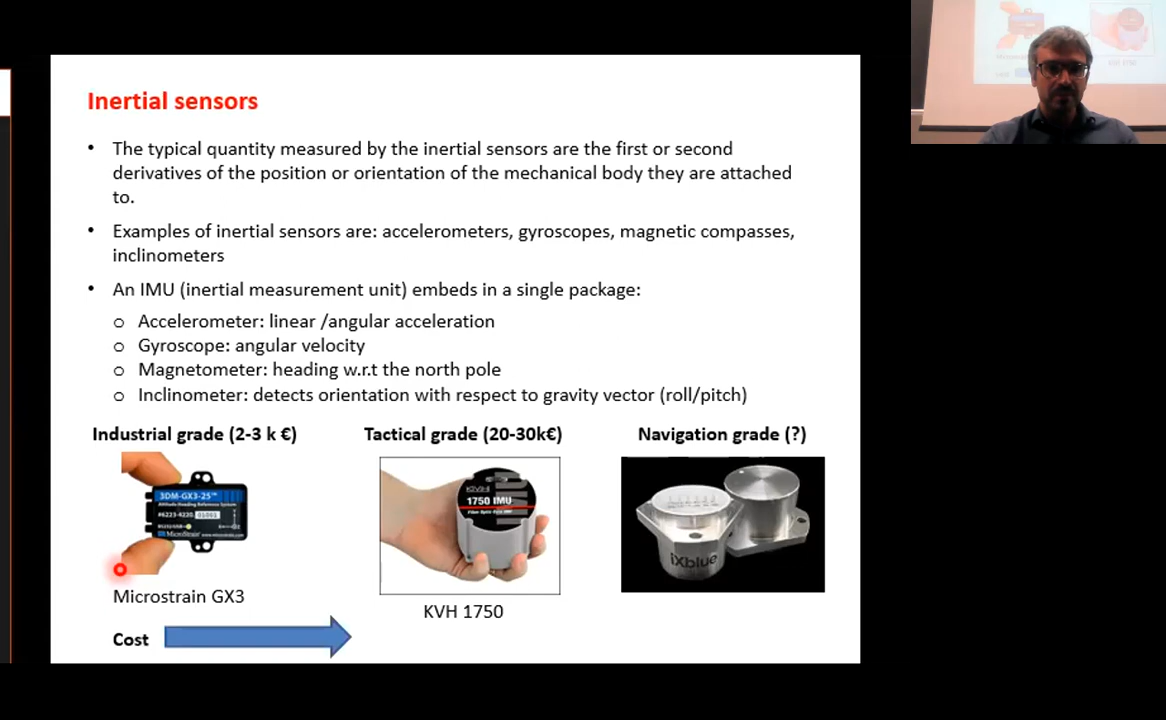 Inertial sensors
• The typical quantity measured by the inertial sensors are the first or second
derivatives of the position or orientation of the mechanical body they are attached
to.
• Examples of inertial sensors are: accelerometers, gyroscopes, magnetic compasses,
inclinometers
• An IMU (inertial measurement unit) embeds in a single package:
o Accelerometer: linear /angular acceleration
o Gyroscope: angular velocity
o Magnetometer: heading w.r.t the north pole
o Inclinometer: detects orientation with respect to gravity vector (roll/pitch)
Industrial grade (2-3 k €)
Tactical grade (20-30k€)
Navigation grade (?)
3DM-GX3-25™
MicroStrain
KVH
1750 IMU
iXblue
Microstrain GX3
KVH 1750
Cost